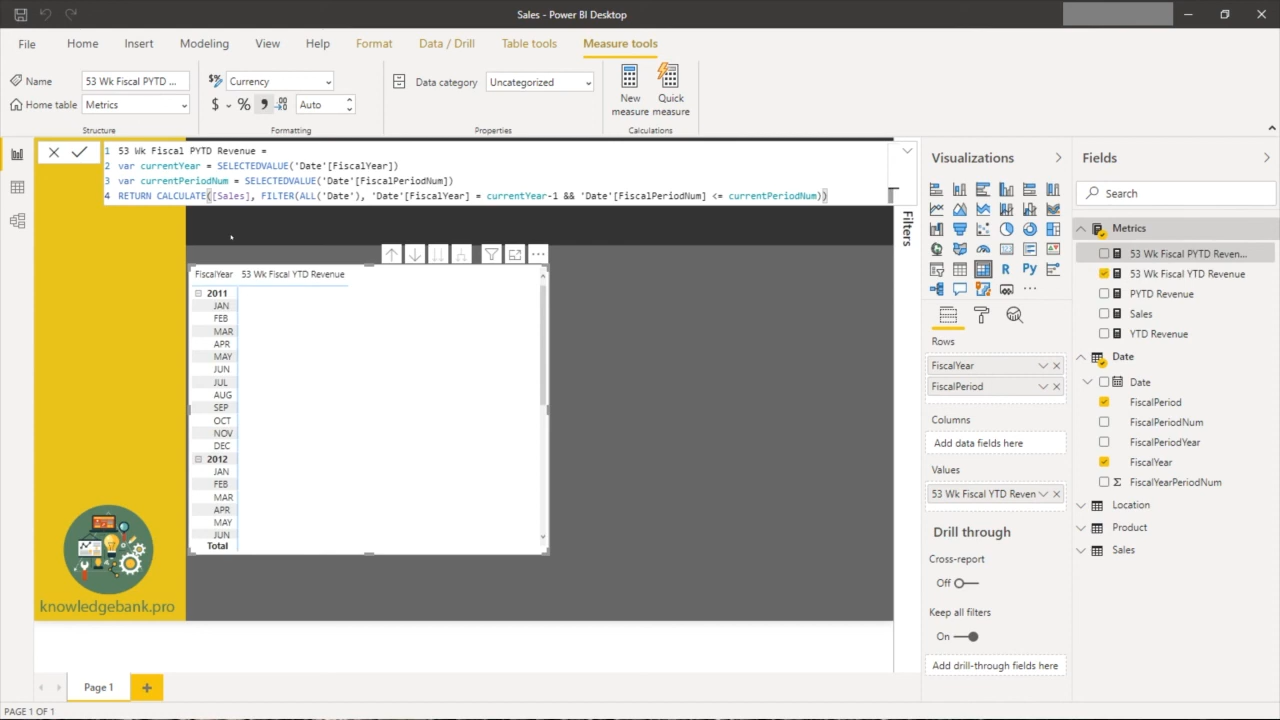 Sales - Power BI Desktop
File Home Insert Modeling View Help Format Data / Drill Table tools Measure tools
Name 53 Wk Fiscal PYTD ...
Home table Metrics
Structure
Currency
$ % 9 Auto
Formatting
Data category Uncategorized
Properties
New measure
Quick measure
Calculations
1 53 Wk Fiscal PYTD Revenue =
2 var currentYear = SELECTEDVALUE('Date'[FiscalYear])
3 var currentPeriodNum = SELECTEDVALUE('Date'[FiscalPeriodNum])
4 RETURN CALCULATE([Sales], FILTER(ALL('Date'), 'Date'[FiscalYear] = currentYear-1 && 'Date'[FiscalPeriodNum] <= currentPeriodNum))
FiscalYear 53 Wk Fiscal YTD Revenue
2011
JAN
FEB
MAR
APR
MAY
JUN
JUL
AUG
SEP
OCT
NOV
DEC
2012
JAN
FEB
MAR
APR
MAY
JUN
Total
knowledgebank.pro
Filters
Visualizations
R Py
Rows
FiscalYear
FiscalPeriod
Columns
Add data fields here
Values
53 Wk Fiscal YTD Reven
Drill through
Cross-report
Off
Keep all filters
On
Add drill-through fields here
Fields
Search
Metrics
53 Wk Fiscal PYTD Reven...
53 Wk Fiscal YTD Revenue
PYTD Revenue
Sales
YTD Revenue
Date
Date
FiscalPeriod
FiscalPeriodNum
FiscalPeriodYear
FiscalYear
Σ FiscalYearPeriodNum
Location
Product
Sales
Page 1
PAGE 1 OF 1